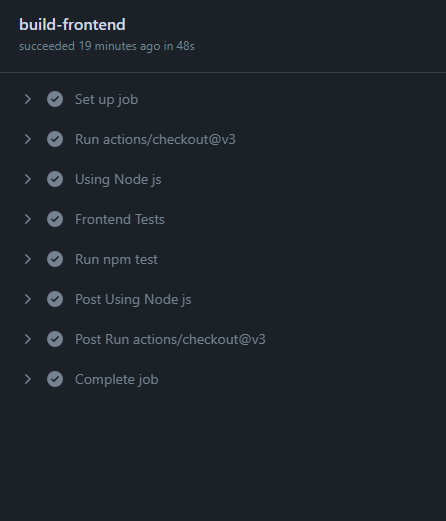 build-frontend
succeeded 19 minutes ago in 48s
Set up job
Run actions/checkout@v3
Using Node js
Frontend Tests
Run npm test
Post Using Node js
Post Run actions/checkout@v3
Complete job